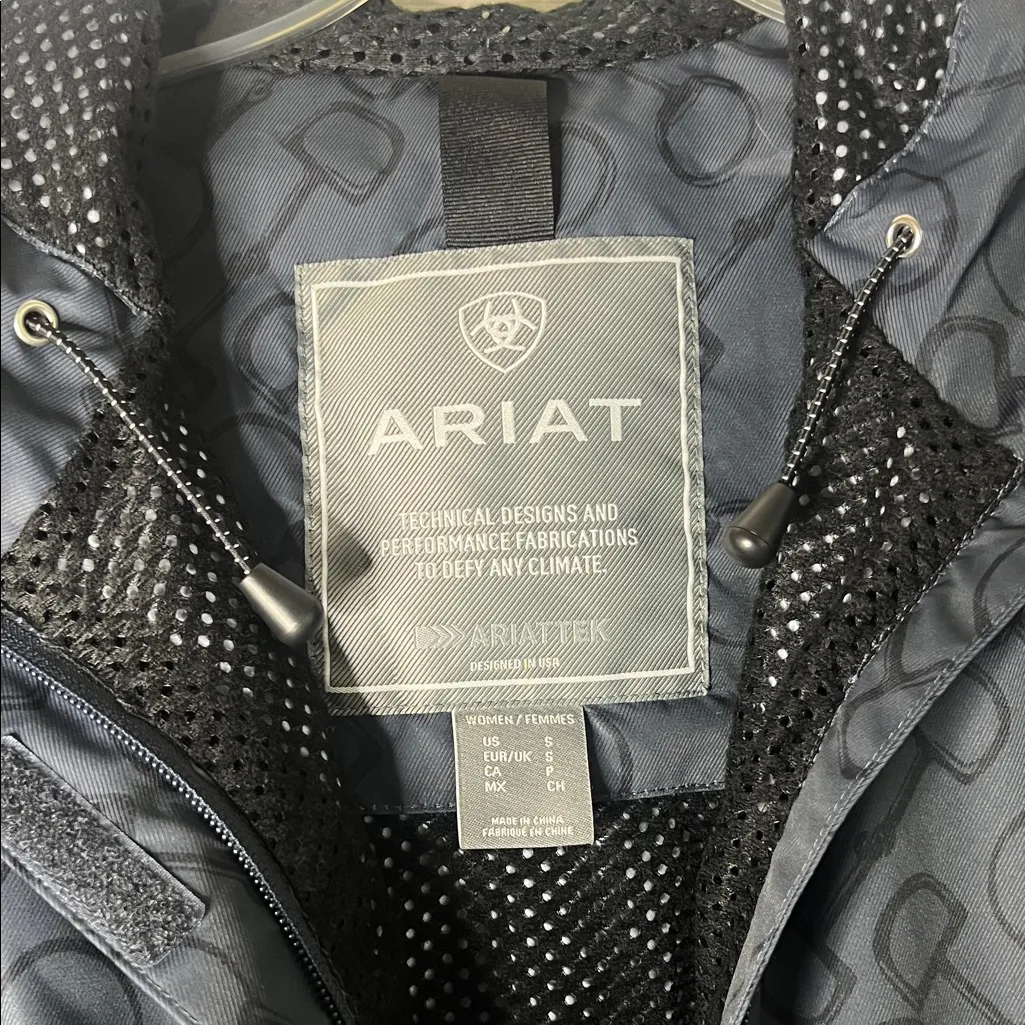 ARIAT
TECHNICAL DESIGNS AND
PERFORMANCE FABRICATIONS
TO DEFY ANY CLIMATE.
ARIATTEK
DESIGNED IN USA
WOMEN / FEMMES
US S
EUR/UK S
CA P
MX CH
MADE IN CHINA
FABRIQUÉ EN CHINE